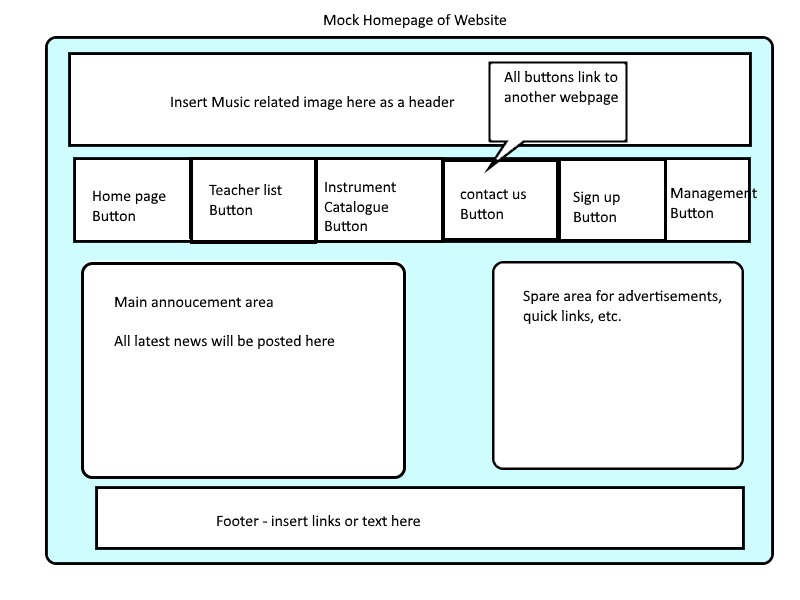 Mock Homepage of Website
Insert Music related image here as a header
All buttons link to
another webpage
Home page
Button
Teacher list
Button
Instrument
Catalogue
Button
contact us
Button
Sign up
Button
Management
Button
Main annoucement area
All latest news will be posted here
Spare area for advertisements,
quick links, etc.
Footer - insert links or text here